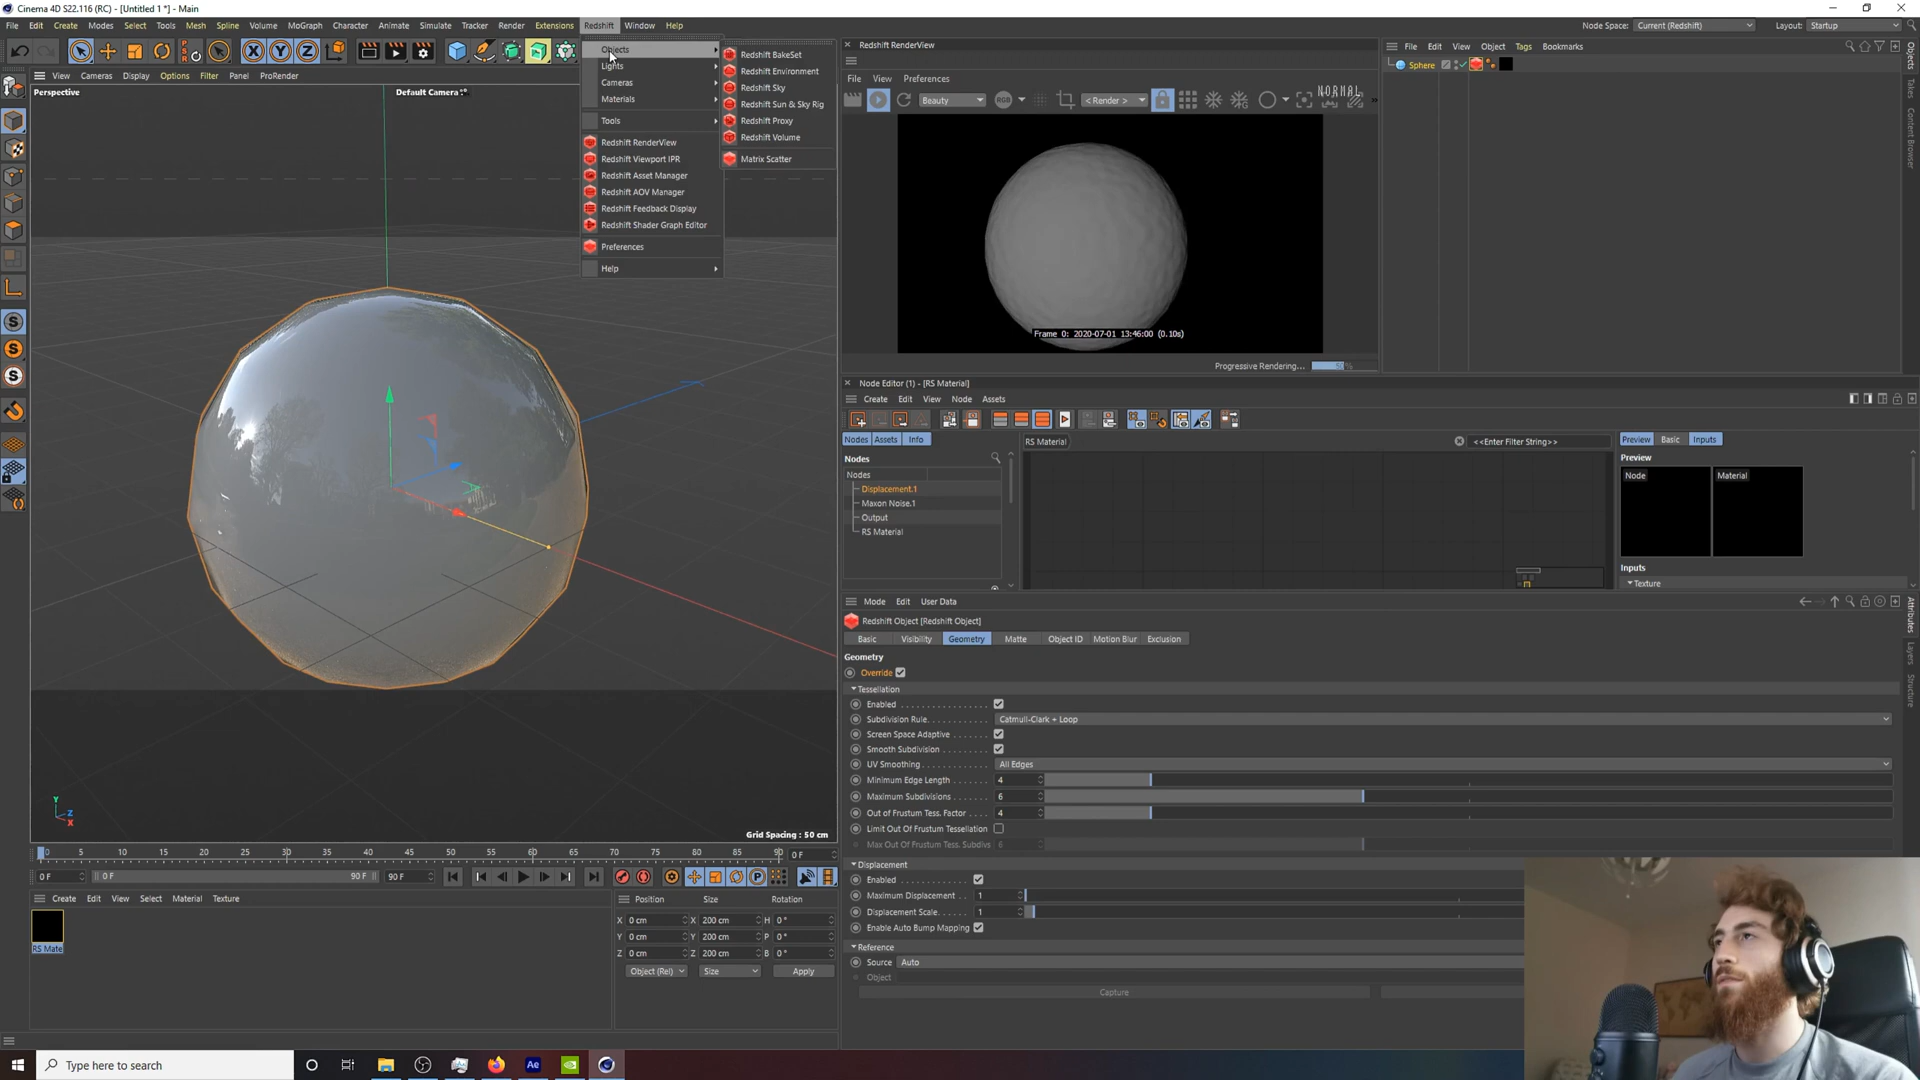 Cinema 4D S22.116 (RC) - [Untitled 1 *] - Main
File Edit Create Modes Select Tools Mesh Spline Volume MoGraph Character Animate Simulate Tracker Render Extensions Redshift Window Help
Node Space: Current (Redshift) Layout: Startup
View Cameras Display Options Filter Panel ProRender
Perspective
Default Camera
Objects
Lights
Cameras
Materials
Tools
Redshift RenderView
Redshift Viewport IPR
Redshift Asset Manager
Redshift AOV Manager
Redshift Feedback Display
Redshift Shader Graph Editor
Preferences
Help
Redshift BakeSet
Redshift Environment
Redshift Sky
Redshift Sun & Sky Rig
Redshift Proxy
Redshift Volume
Matrix Scatter
Redshift RenderView
File View Preferences
Beauty
RGB
< Render >
NORMAL
Frame 0: 2020-07-01 13:46:00 (0.10s)
Progressive Rendering...
File Edit View Object Tags Bookmarks
Sphere
Objects
Takes
Content Browser
Node Editor (1) - [RS Material]
Create Edit View Node Assets
Nodes Assets Info
RS Material
<<Enter Filter String>>
Preview Basic Inputs
Nodes
Nodes
Displacement.1
Maxon Noise.1
Output
RS Material
Preview
Node
Material
Inputs
Texture
Mode Edit User Data
Redshift Object [Redshift Object]
Basic Visibility Geometry Matte Object ID Motion Blur Exclusion
Geometry
Override
Tessellation
Enabled
Subdivision Rule Catmull-Clark + Loop
Screen Space Adaptive
Smooth Subdivision
UV Smoothing All Edges
Minimum Edge Length 4
Maximum Subdivisions 6
Out of Frustum Tess. Factor 4
Limit Out Of Frustum Tessellation
Max Out Of Frustum Tess. Subdivs 6
Displacement
Enabled
Maximum Displacement 1
Displacement Scale 1
Enable Auto Bump Mapping
Reference
Source Auto
Object
Capture
Attributes
Layers
Structure
Y
Z
X
Grid Spacing : 50 cm
0 5 10 15 20 25 30 35 40 45 50 55 60 65 70 75 80 85 90 0 F
0 F 0 F 90 F 90 F
Create Edit View Select Material Texture
RS Mate
Position Size Rotation
X 0 cm X 200 cm H 0 °
Y 0 cm Y 200 cm P 0 °
Z 0 cm Z 200 cm B 0 °
Object (Rel) Size Apply
Type here to search
Ae